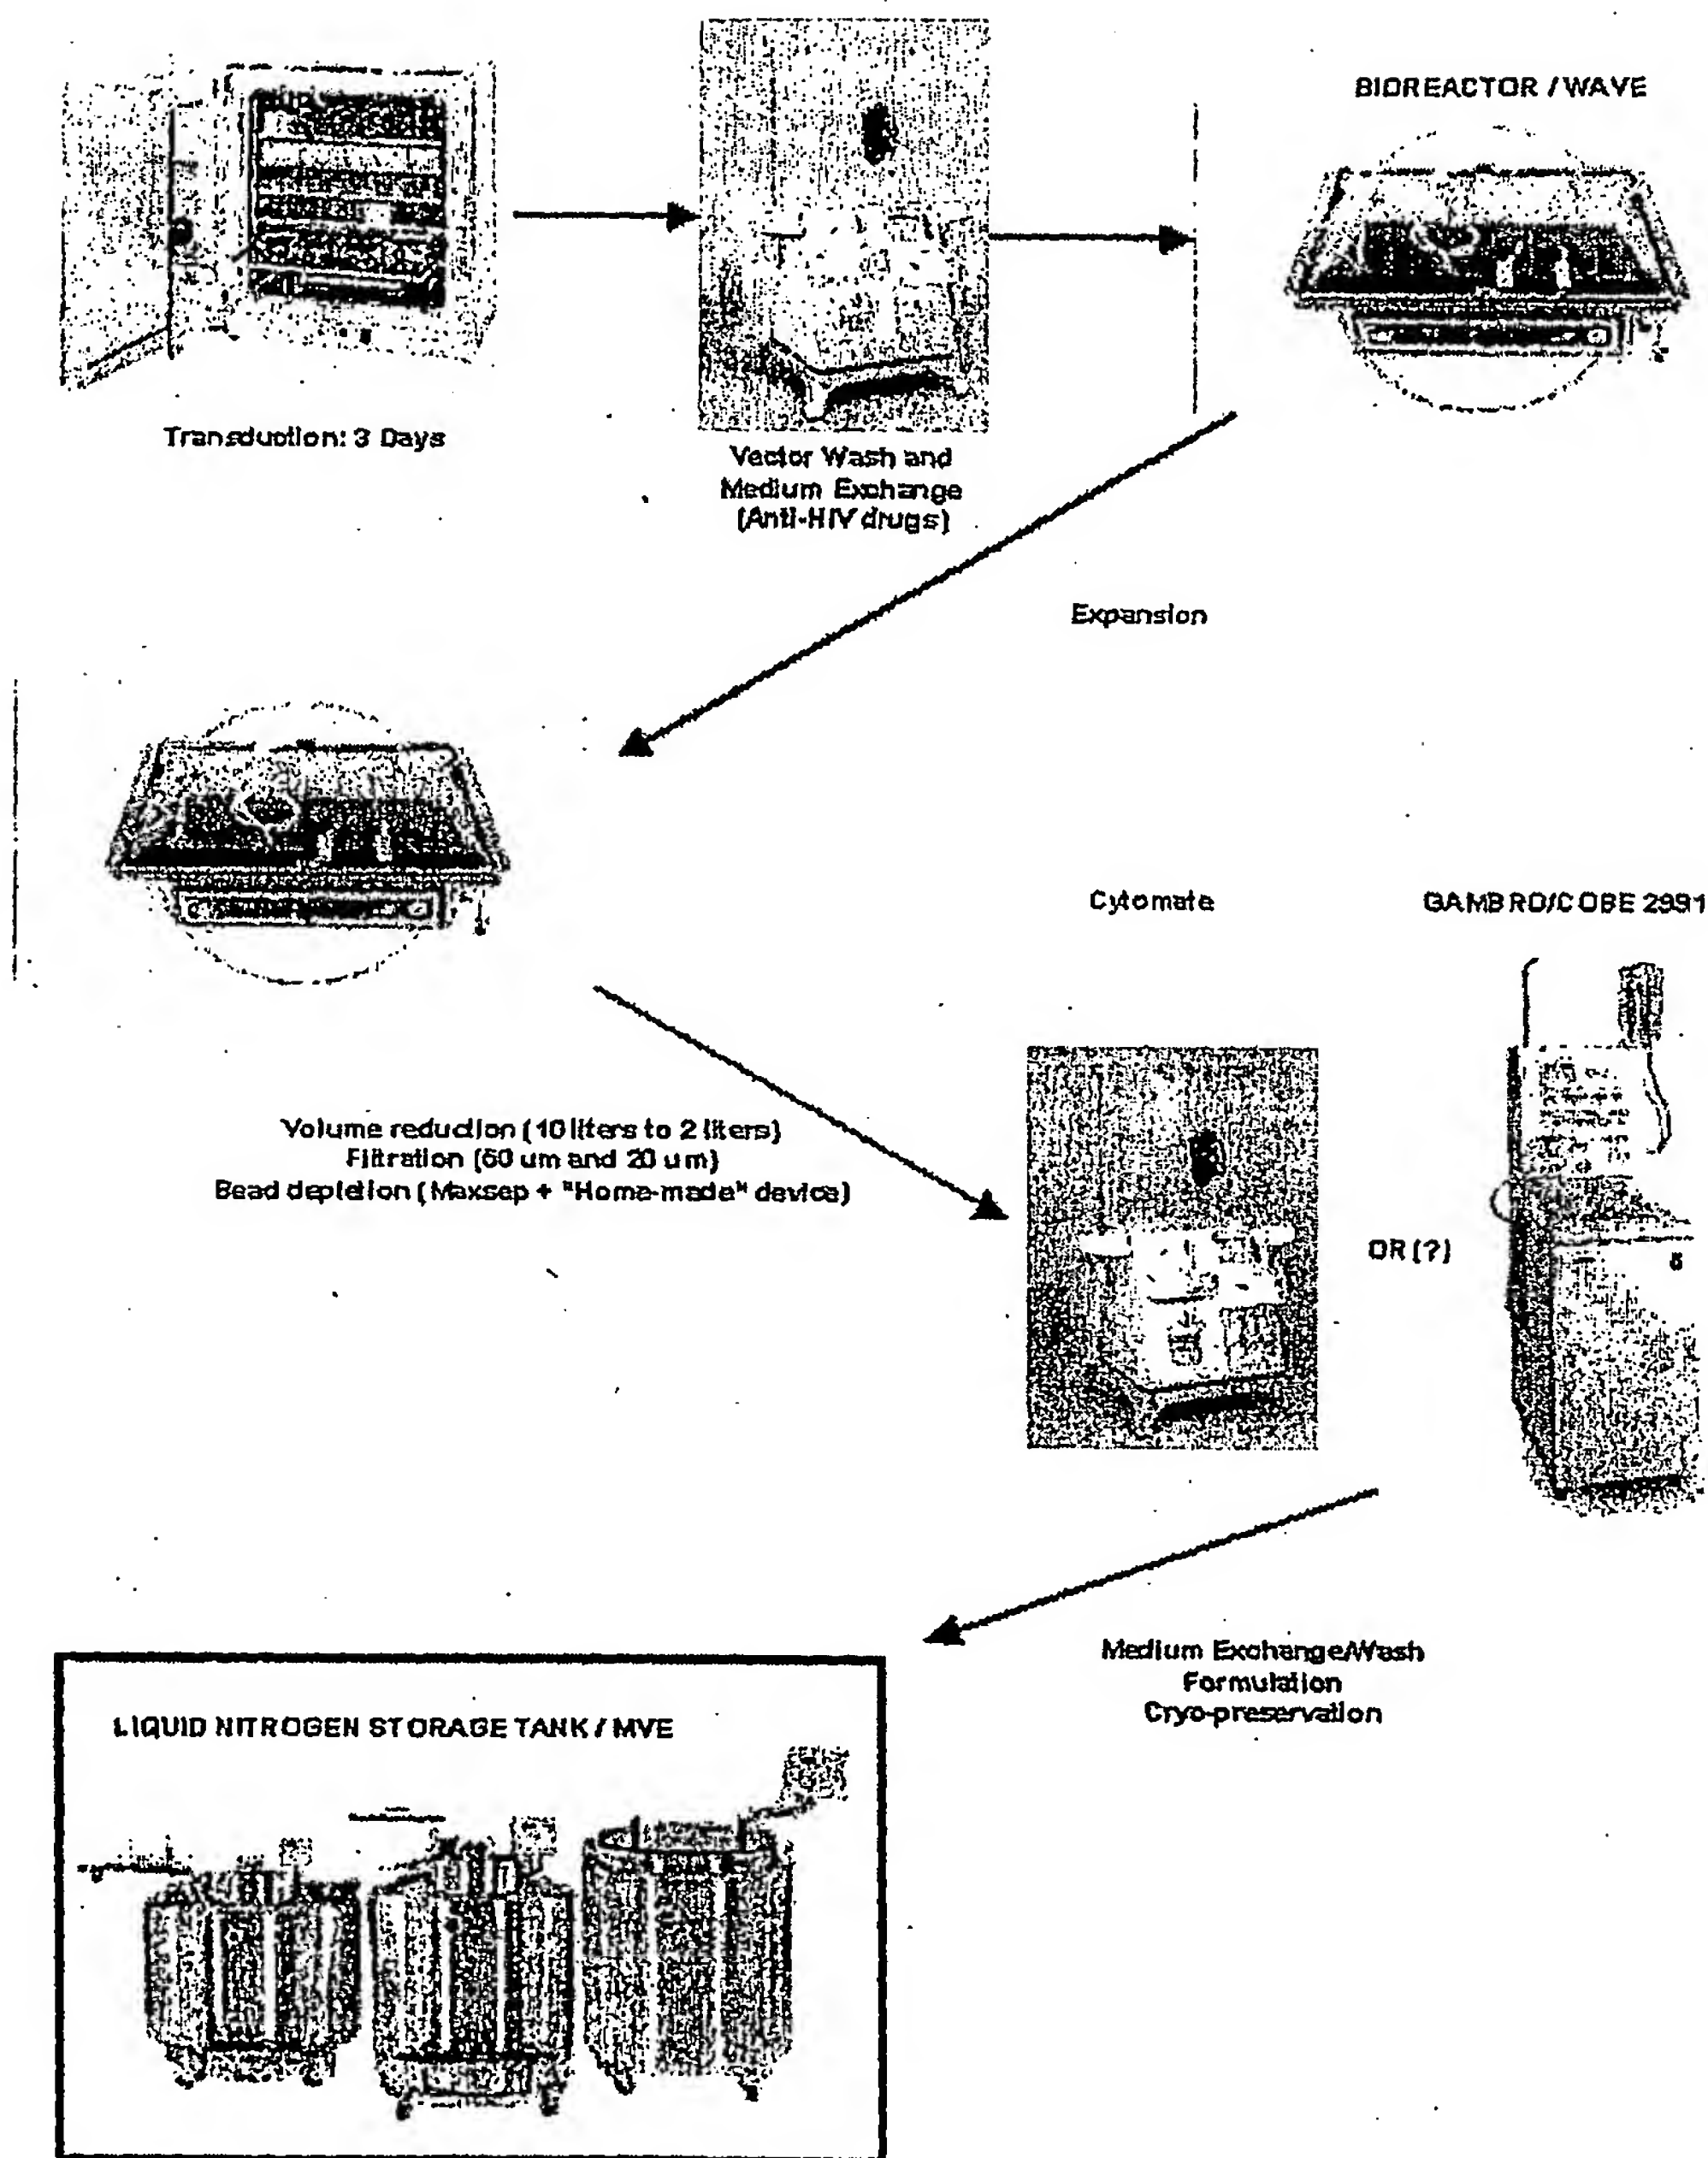 BIOREACTOR / WAVE
Transduction: 3 Days
Vector Wash and
Medium Exchange
(Anti-HIV drugs)
Expansion
Cytomate
GAMBRO/COBE 2991
Volume reduction (10 liters to 2 liters)
Filtration (60 um and 20 um)
Bead depletion (Maxsep + "Home-made" device)
OR (?)
Medium Exchange/Wash
Formulation
Cryo-preservation
LIQUID NITROGEN STORAGE TANK / MVE